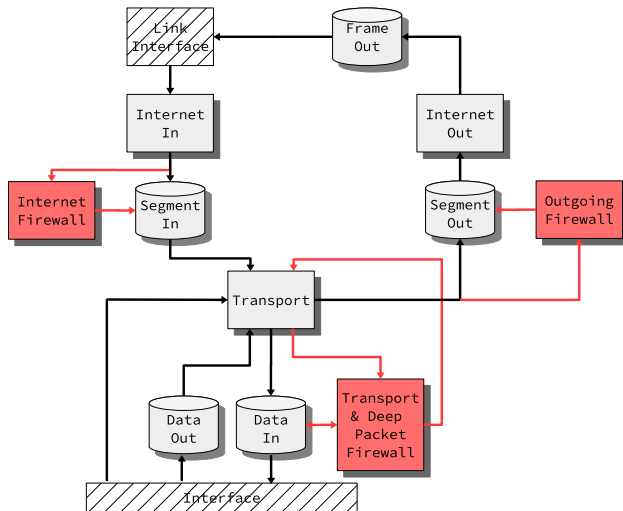 Link
Interface
Frame
Out
Internet
In
Internet
Out
Internet
Firewall
Segment
In
Segment
Out
Outgoing
Firewall
Transport
Data
Out
Data
In
Transport
& Deep
Packet
Firewall
Interface